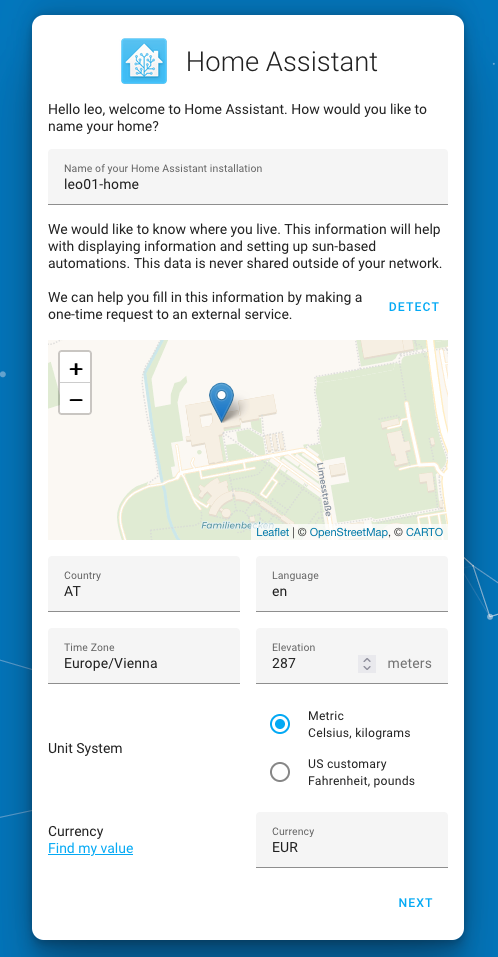 Home Assistant
Hello leo, welcome to Home Assistant. How would you like to
name your home?
Name of your Home Assistant installation
leo01-home
We would like to know where you live. This information will help
with displaying information and setting up sun-based
automations. This data is never shared outside of your network.
We can help you fill in this information by making a
one-time request to an external service.
DETECT
+
−
Limesstraße
Leaflet | © OpenStreetMap, © CARTO
Country
AT
Language
en
Time Zone
Europe/Vienna
Elevation
287
meters
Unit System
Metric
Celsius, kilograms
US customary
Fahrenheit, pounds
Currency
Find my value
Currency
EUR
NEXT